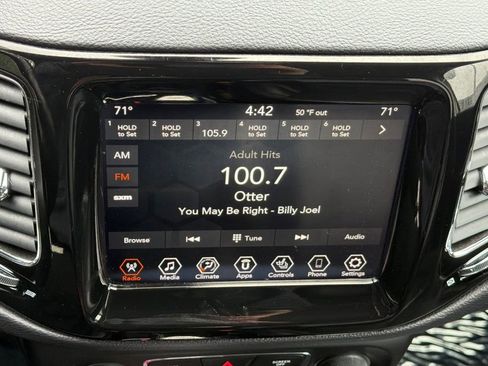 71° 4:42 50 °F out 71°
1 HOLD to Set 2 HOLD to Set 3 105.9 4 HOLD to Set 5 HOLD to Set 6 HOLD to Set
AM
FM
sxm
Adult Hits
100.7
Otter
You May Be Right - Billy Joel
Browse Tune Audio
Radio Media Climate Apps Controls Phone Settings
SCREEN OFF